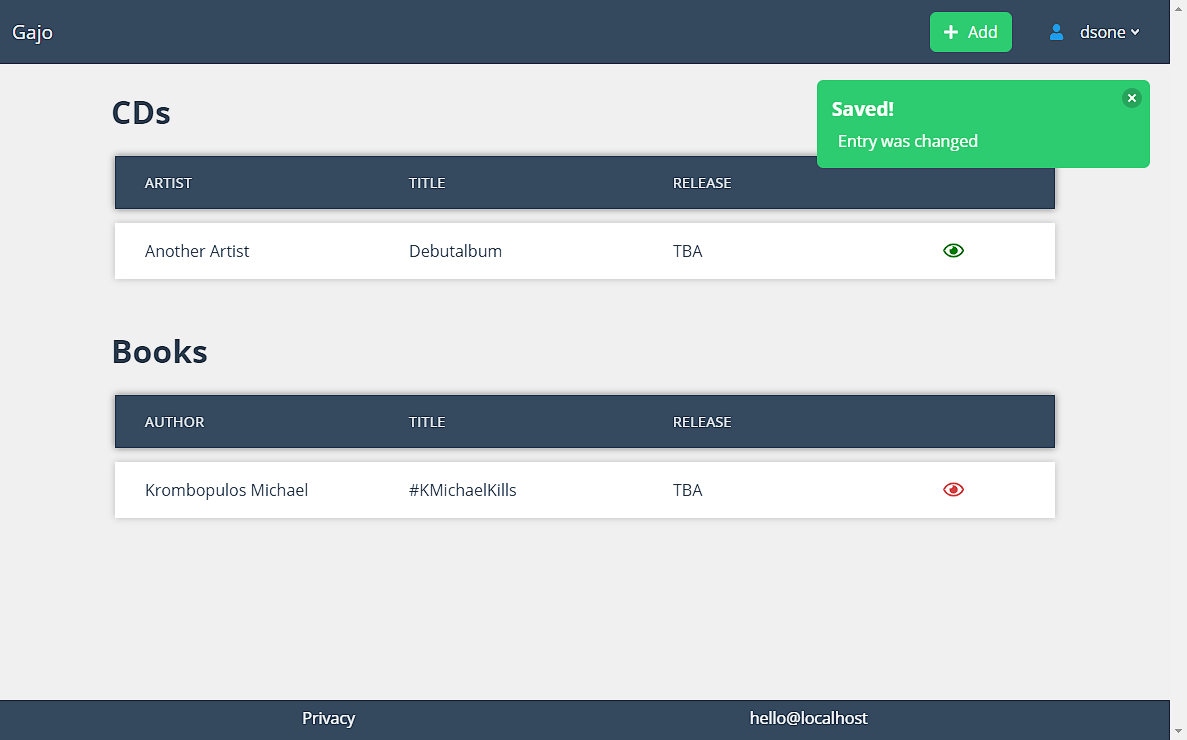 Gajo
Add
dsone
Saved!
Entry was changed
CDs
ARTIST TITLE RELEASE
Another Artist Debutalbum TBA
Books
AUTHOR TITLE RELEASE
Krombopulos Michael #KMichaelKills TBA
Privacy hello@localhost